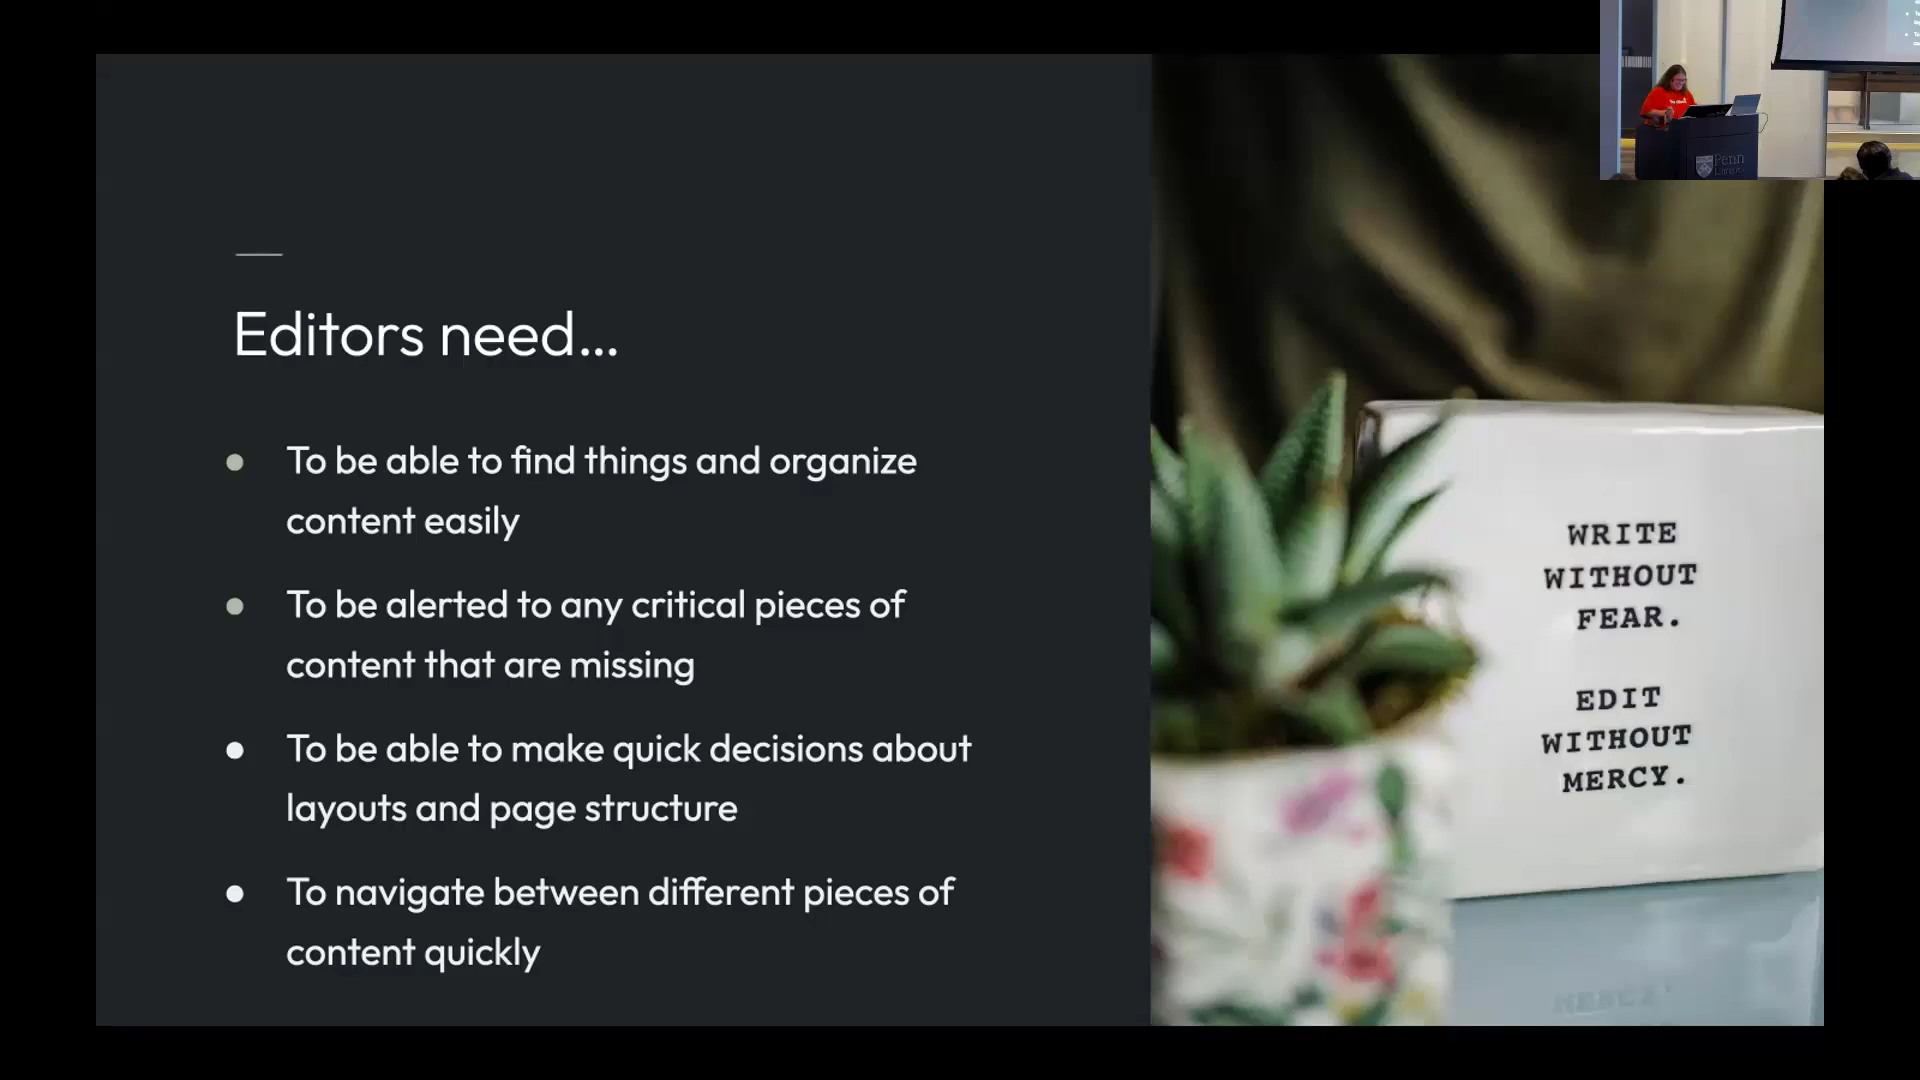 Editors need...
To be able to find things and organize
content easily
To be alerted to any critical pieces of
content that are missing
To be able to make quick decisions about
layouts and page structure
To navigate between different pieces of
content quickly
WRITE
WITHOUT
FEAR.
EDIT
WITHOUT
MERCY.
Penn